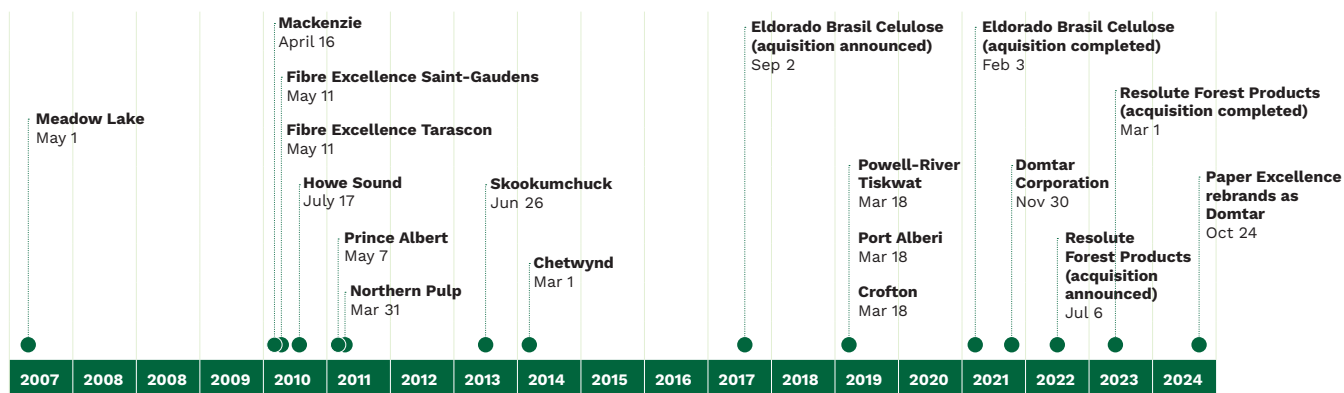 Meadow Lake
May 1
Mackenzie
April 16
Fibre Excellence Saint-Gaudens
May 11
Fibre Excellence Tarascon
May 11
Howe Sound
July 17
Prince Albert
May 7
Northern Pulp
Mar 31
Skookumchuck
Jun 26
Chetwynd
Mar 1
Eldorado Brasil Celulose
(aquisition announced)
Sep 2
Powell-River
Tiskwat
Mar 18
Port Alberi
Mar 18
Crofton
Mar 18
Eldorado Brasil Celulose
(aquisition completed)
Feb 3
Domtar
Corporation
Nov 30
Resolute
Forest Products
(acquisition
announced)
Jul 6
Resolute Forest Products
(acquisition completed)
Mar 1
Paper Excellence
rebrands as
Domtar
Oct 24
2007 2008 2008 2009 2010 2011 2012 2013 2014 2015 2016 2017 2018 2019 2020 2021 2022 2023 2024